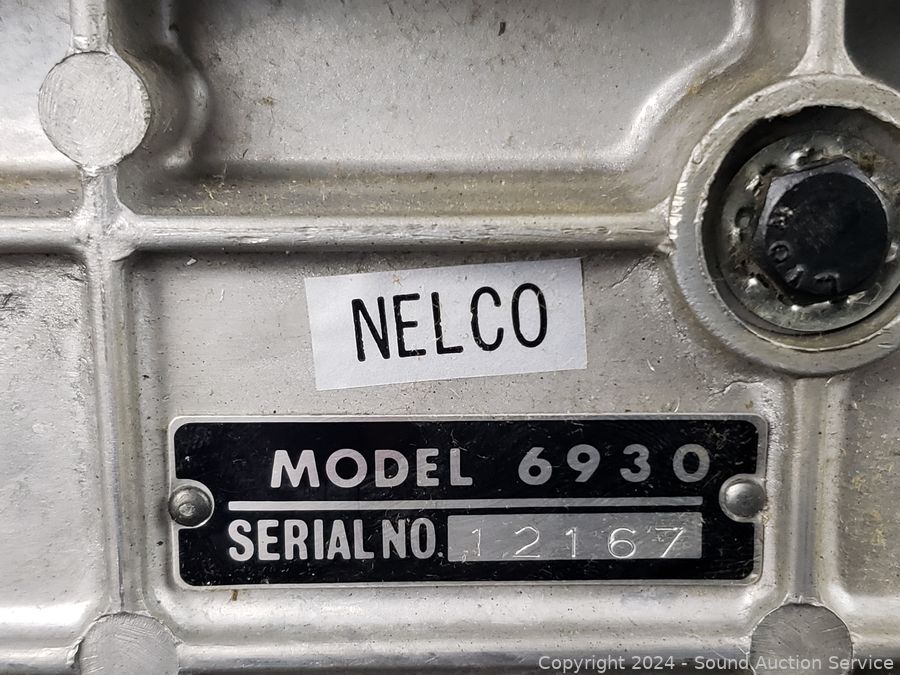 NELCO
MODEL 6930
SERIAL NO. 12167
Copyright 2024 - Sound Auction Service